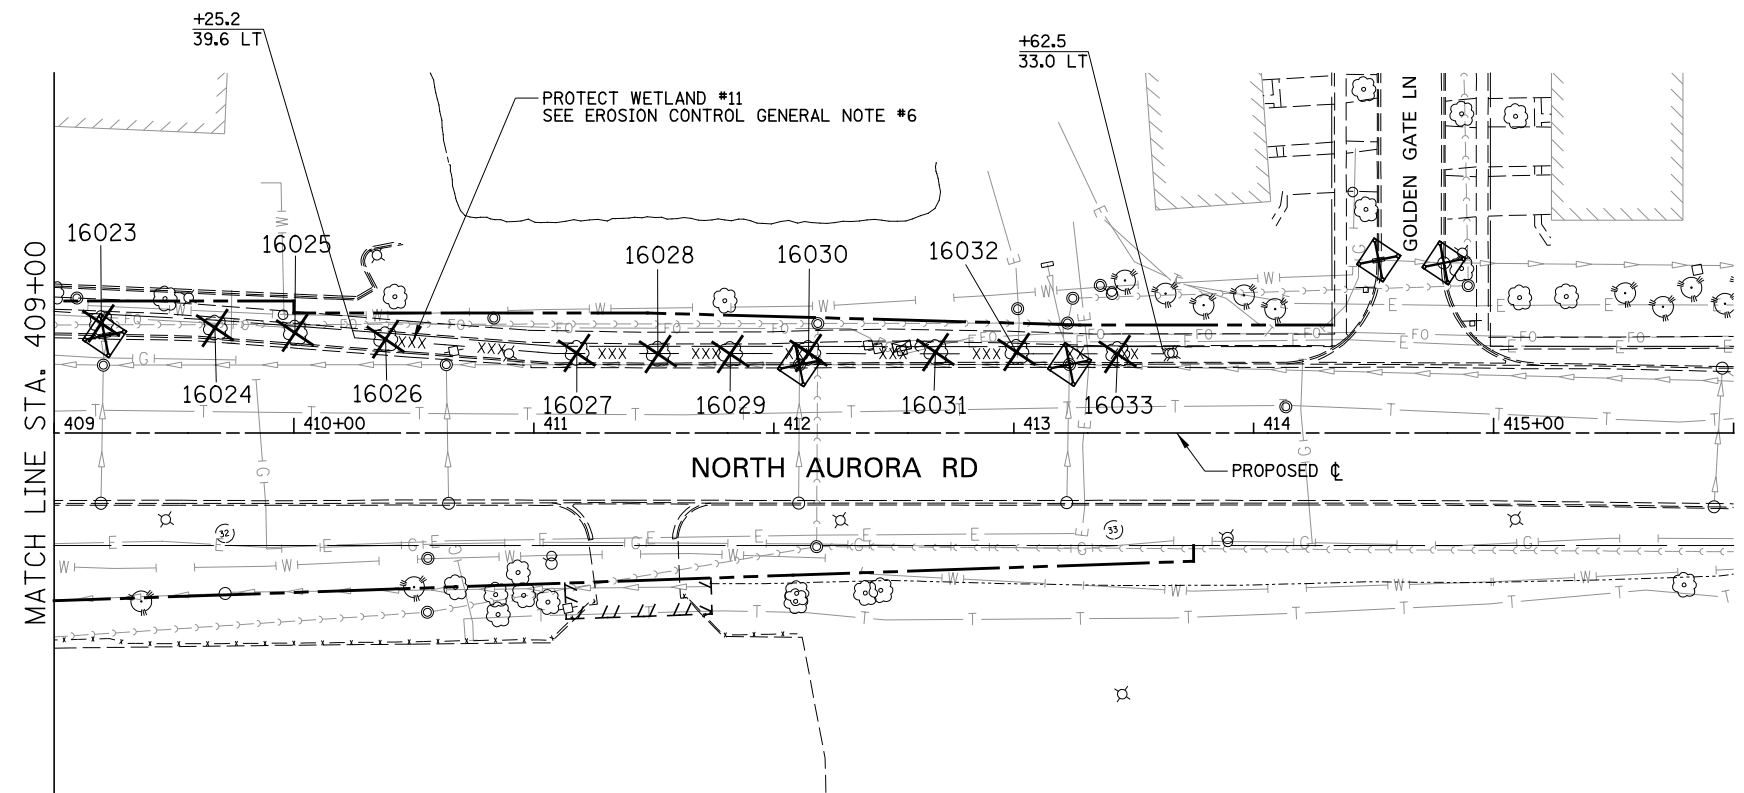 +25.2
39.6 LT
+62.5
33.0 LT
PROTECT WETLAND #11
SEE EROSION CONTROL GENERAL NOTE #6
GOLDEN GATE LN
MATCH LINE STA. 409+00
16023
16025
16028
16030
16032
16024
16026
16027
16029
16031
16033
409
410+00
411
412
413
414
415+00
NORTH AURORA RD
PROPOSED ℄
32
33